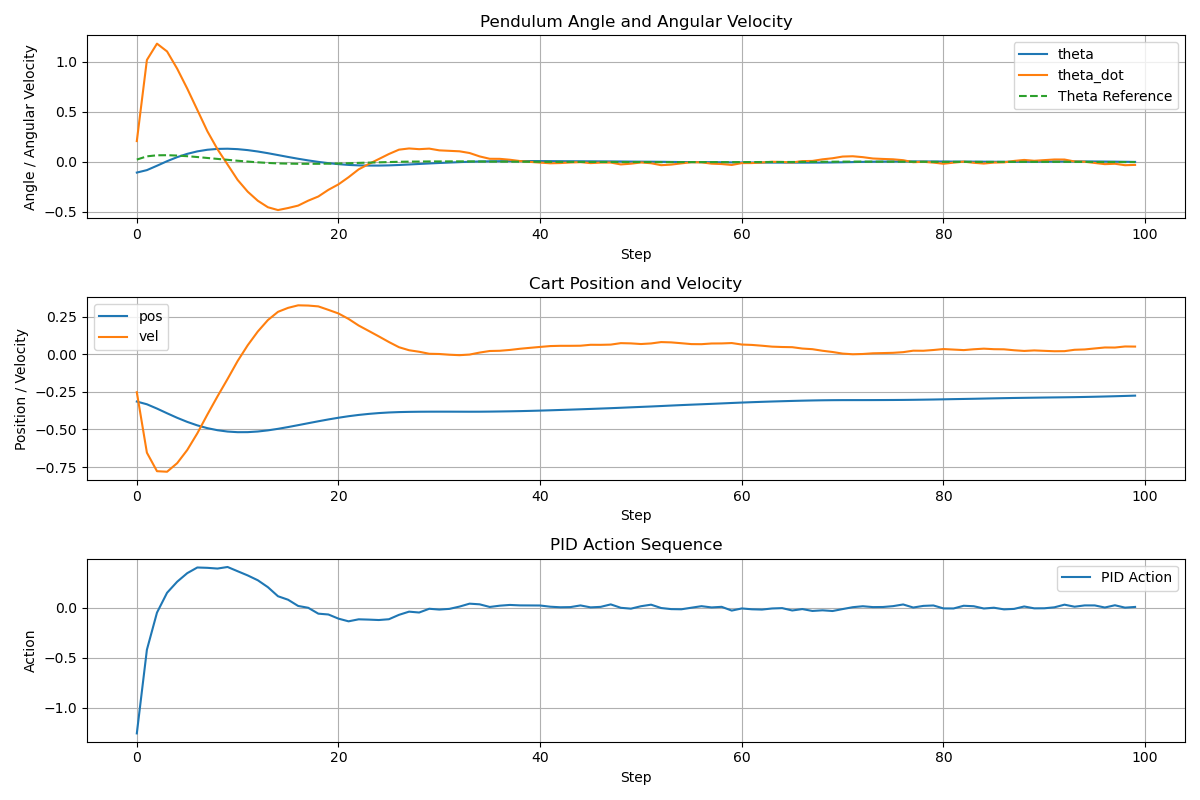 Pendulum Angle and Angular Velocity
Angle / Angular Velocity
1.0
0.5
0.0
−0.5
theta
theta_dot
Theta Reference
0 20 40 60 80 100
Step
Cart Position and Velocity
Position / Velocity
0.25
0.00
−0.25
−0.50
−0.75
pos
vel
0 20 40 60 80 100
Step
PID Action Sequence
Action
0.0
−0.5
−1.0
PID Action
0 20 40 60 80 100
Step